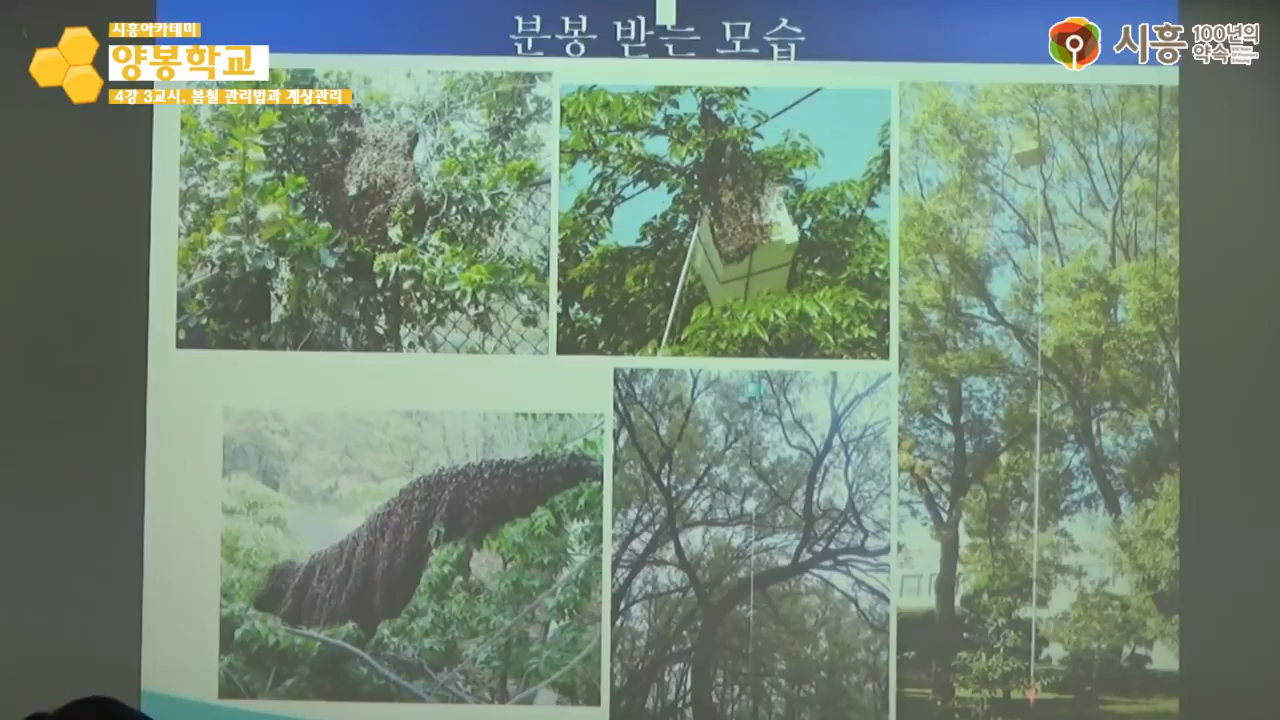 시흥아카데미
양봉학교
4강 3교시. 봄철 관리법과 계상관리
분봉 받는 모습
시흥
100년의
약속